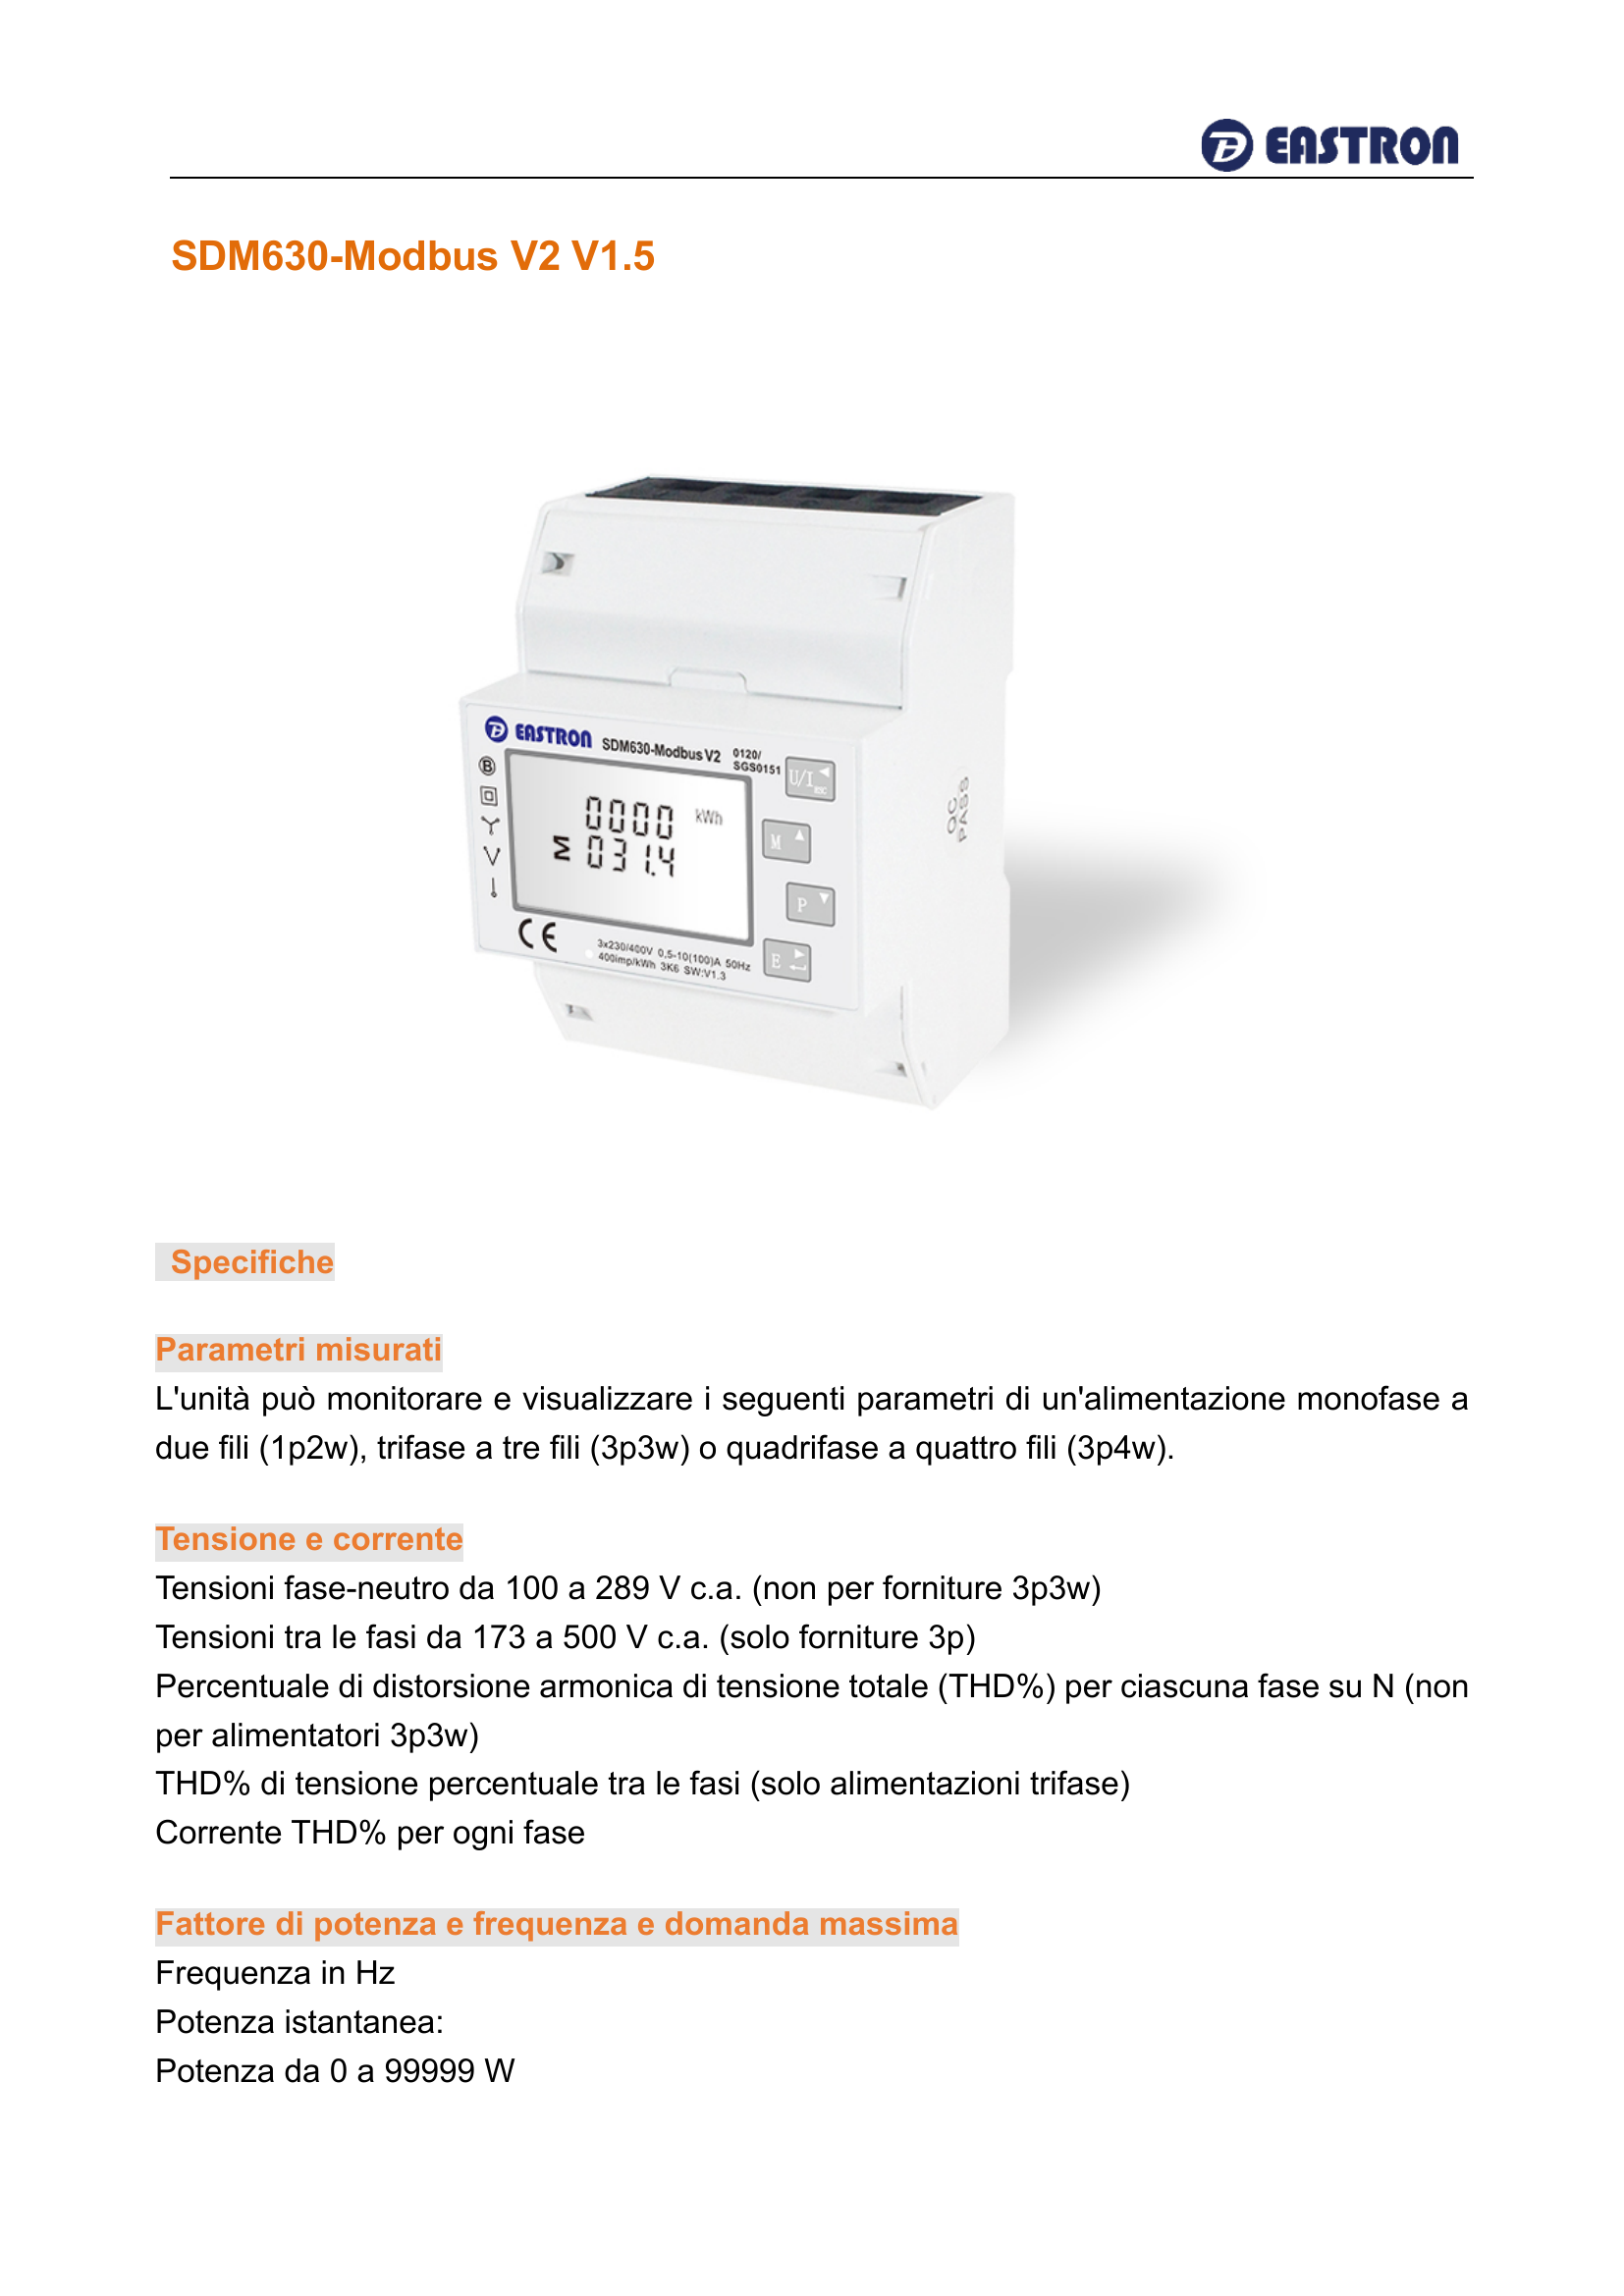 EASTRON
SDM630-Modbus V2 V1.5
EASTRON SDM630-Modbus V2 0120/
SGS0151
B
U/I
esc
0000 kWh
Σ 031.4
M
P
E
QC
PASS
CE
3x230/400V 0.5-10(100)A 50Hz
400imp/kWh 3K6 SW:V1.3
Specifiche
Parametri misurati
L'unità può monitorare e visualizzare i seguenti parametri di un'alimentazione monofase a
due fili (1p2w), trifase a tre fili (3p3w) o quadrifase a quattro fili (3p4w).
Tensione e corrente
Tensioni fase-neutro da 100 a 289 V c.a. (non per forniture 3p3w)
Tensioni tra le fasi da 173 a 500 V c.a. (solo forniture 3p)
Percentuale di distorsione armonica di tensione totale (THD%) per ciascuna fase su N (non
per alimentatori 3p3w)
THD% di tensione percentuale tra le fasi (solo alimentazioni trifase)
Corrente THD% per ogni fase
Fattore di potenza e frequenza e domanda massima
Frequenza in Hz
Potenza istantanea:
Potenza da 0 a 99999 W